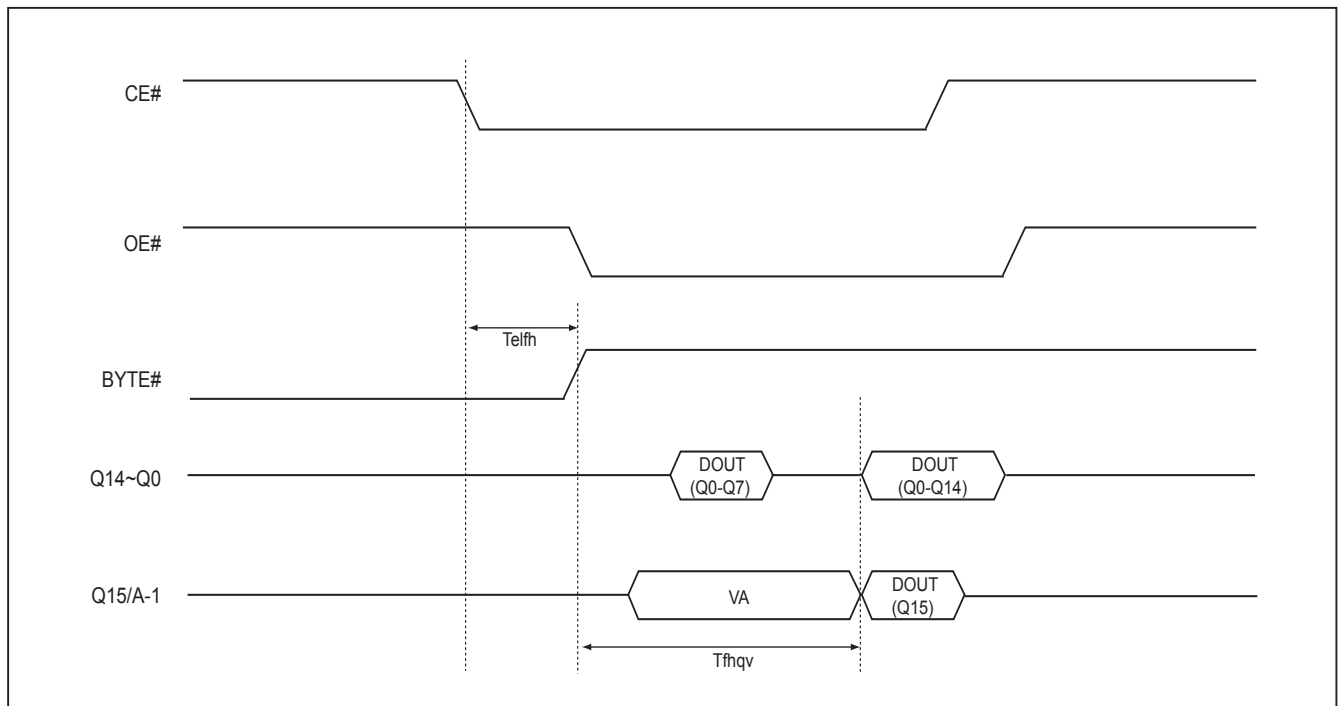 CE#
OE#
Telfh
BYTE#
Q14~Q0
DOUT
(Q0-Q7)
DOUT
(Q0-Q14)
Q15/A-1
VA
DOUT
(Q15)
Tfhqv